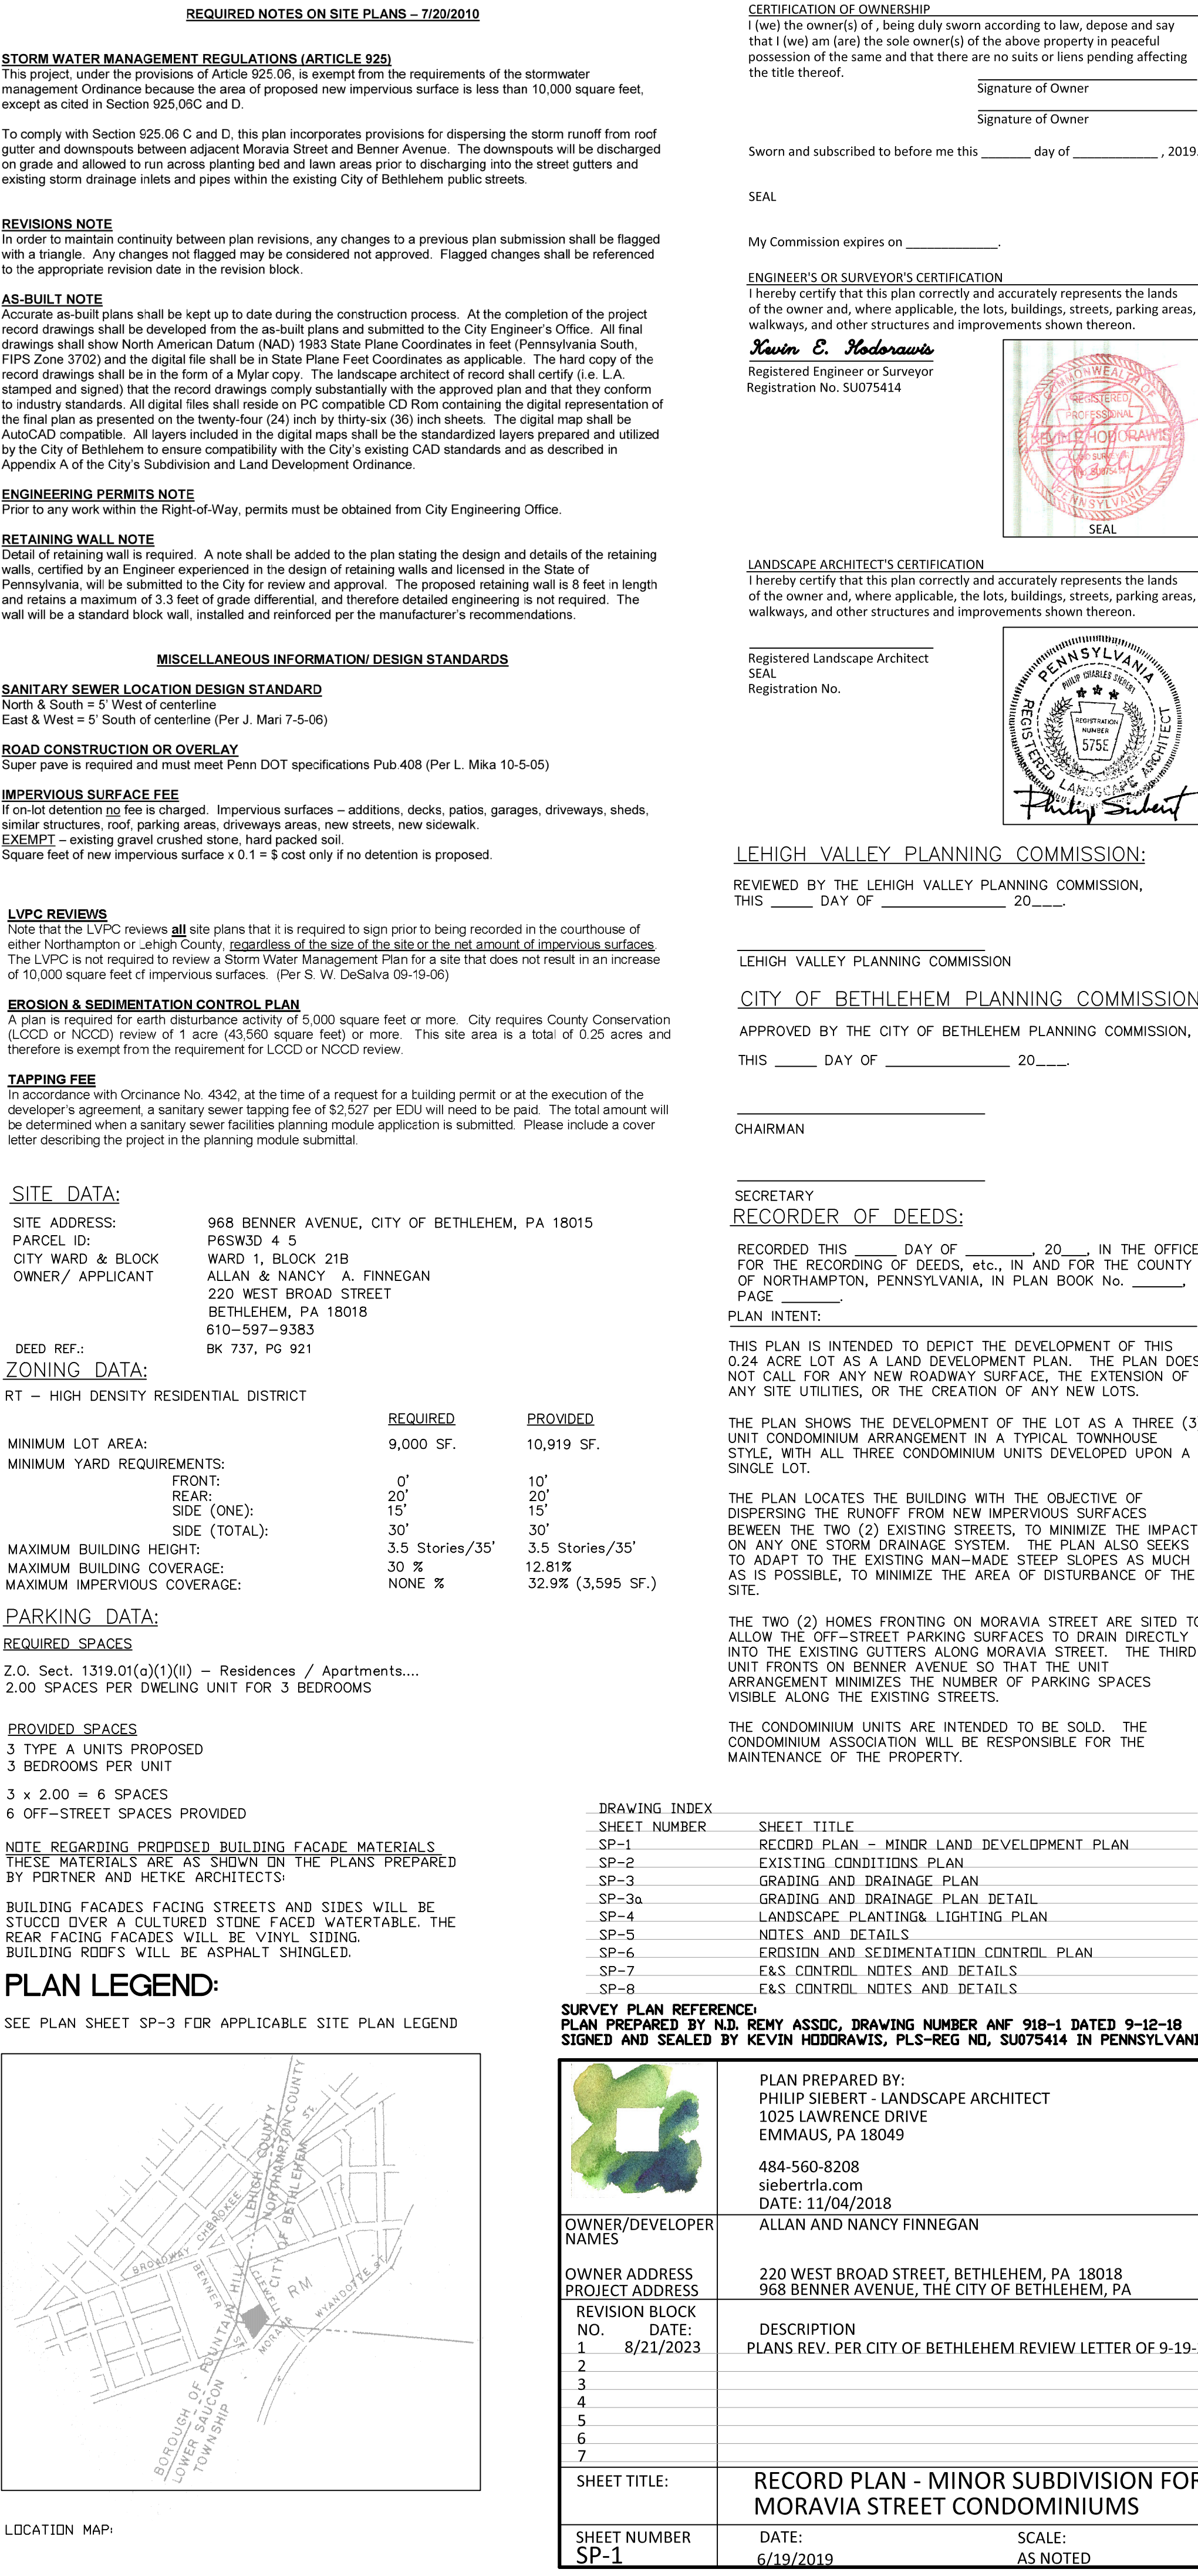 REQUIRED NOTES ON SITE PLANS – 7/20/2010
STORM WATER MANAGEMENT REGULATIONS (ARTICLE 925)
This project, under the provisions of Article 925.06, is exempt from the requirements of the stormwater
management Ordinance because the area of proposed new impervious surface is less than 10,000 square feet,
except as cited in Section 925,06C and D.
To comply with Section 925.06 C and D, this plan incorporates provisions for dispersing the storm runoff from roof
gutter and downspouts between adjacent Moravia Street and Benner Avenue. The downspouts will be discharged
on grade and allowed to run across planting bed and lawn areas prior to discharging into the street gutters and
existing storm drainage inlets and pipes within the existing City of Bethlehem public streets.
REVISIONS NOTE
In order to maintain continuity between plan revisions, any changes to a previous plan submission shall be flagged
with a triangle. Any changes not flagged may be considered not approved. Flagged changes shall be referenced
to the appropriate revision date in the revision block.
AS-BUILT NOTE
Accurate as-built plans shall be kept up to date during the construction process. At the completion of the project
record drawings shall be developed from the as-built plans and submitted to the City Engineer's Office. All final
drawings shall show North American Datum (NAD) 1983 State Plane Coordinates in feet (Pennsylvania South,
FIPS Zone 3702) and the digital file shall be in State Plane Feet Coordinates as applicable. The hard copy of the
record drawings shall be in the form of a Mylar copy. The landscape architect of record shall certify (i.e. L.A.
stamped and signed) that the record drawings comply substantially with the approved plan and that they conform
to industry standards. All digital files shall reside on PC compatible CD Rom containing the digital representation of
the final plan as presented on the twenty-four (24) inch by thirty-six (36) inch sheets. The digital map shall be
AutoCAD compatible. All layers included in the digital maps shall be the standardized layers prepared and utilized
by the City of Bethlehem to ensure compatibility with the City's existing CAD standards and as described in
Appendix A of the City's Subdivision and Land Development Ordinance.
ENGINEERING PERMITS NOTE
Prior to any work within the Right-of-Way, permits must be obtained from City Engineering Office.
RETAINING WALL NOTE
Detail of retaining wall is required. A note shall be added to the plan stating the design and details of the retaining
walls, certified by an Engineer experienced in the design of retaining walls and licensed in the State of
Pennsylvania, will be submitted to the City for review and approval. The proposed retaining wall is 8 feet in length
and retains a maximum of 3.3 feet of grade differential, and therefore detailed engineering is not required. The
wall will be a standard block wall, installed and reinforced per the manufacturer's recommendations.
MISCELLANEOUS INFORMATION/ DESIGN STANDARDS
SANITARY SEWER LOCATION DESIGN STANDARD
North & South = 5' West of centerline
East & West = 5' South of centerline (Per J. Mari 7-5-06)
ROAD CONSTRUCTION OR OVERLAY
Super pave is required and must meet Penn DOT specifications Pub.408 (Per L. Mika 10-5-05)
IMPERVIOUS SURFACE FEE
If on-lot detention no fee is charged. Impervious surfaces – additions, decks, patios, garages, driveways, sheds,
similar structures, roof, parking areas, driveways areas, new streets, new sidewalk.
EXEMPT – existing gravel crushed stone, hard packed soil.
Square feet of new impervious surface x 0.1 = $ cost only if no detention is proposed.
LVPC REVIEWS
Note that the LVPC reviews all site plans that it is required to sign prior to being recorded in the courthouse of
either Northampton or Lehigh County, regardless of the size of the site or the net amount of impervious surfaces.
The LVPC is not required to review a Storm Water Management Plan for a site that does not result in an increase
of 10,000 square feet of impervious surfaces. (Per S. W. DeSalva 09-19-06)
EROSION & SEDIMENTATION CONTROL PLAN
A plan is required for earth disturbance activity of 5,000 square feet or more. City requires County Conservation
(LCCD or NCCD) review of 1 acre (43,560 square feet) or more. This site area is a total of 0.25 acres and
therefore is exempt from the requirement for LCCD or NCCD review.
TAPPING FEE
In accordance with Orcinance No. 4342, at the time of a request for a building permit or at the execution of the
developer's agreement, a sanitary sewer tapping fee of $2,527 per EDU will need to be paid. The total amount will
be determined when a sanitary sewer facilities planning module application is submitted. Please include a cover
letter describing the project in the planning module submittal.
SITE DATA:
SITE ADDRESS: 968 BENNER AVENUE, CITY OF BETHLEHEM, PA 18015
PARCEL ID: P6SW3D 4 5
CITY WARD & BLOCK WARD 1, BLOCK 21B
OWNER/ APPLICANT ALLAN & NANCY A. FINNEGAN
220 WEST BROAD STREET
BETHLEHEM, PA 18018
610–597–9383
DEED REF.: BK 737, PG 921
ZONING DATA:
RT – HIGH DENSITY RESIDENTIAL DISTRICT
REQUIRED PROVIDED
MINIMUM LOT AREA: 9,000 SF. 10,919 SF.
MINIMUM YARD REQUIREMENTS:
FRONT: 0' 10'
REAR: 20' 20'
SIDE (ONE): 15' 15'
SIDE (TOTAL): 30' 30'
MAXIMUM BUILDING HEIGHT: 3.5 Stories/35' 3.5 Stories/35'
MAXIMUM BUILDING COVERAGE: 30 % 12.81%
MAXIMUM IMPERVIOUS COVERAGE: NONE % 32.9% (3,595 SF.)
PARKING DATA:
REQUIRED SPACES
Z.O. Sect. 1319.01(a)(1)(II) – Residences / Apartments....
2.00 SPACES PER DWELING UNIT FOR 3 BEDROOMS
PROVIDED SPACES
3 TYPE A UNITS PROPOSED
3 BEDROOMS PER UNIT
3 x 2.00 = 6 SPACES
6 OFF–STREET SPACES PROVIDED
NOTE REGARDING PROPOSED BUILDING FACADE MATERIALS
THESE MATERIALS ARE AS SHOWN ON THE PLANS PREPARED
BY PORTNER AND HETKE ARCHITECTS:
BUILDING FACADES FACING STREETS AND SIDES WILL BE
STUCCO OVER A CULTURED STONE FACED WATERTABLE. THE
REAR FACING FACADES WILL BE VINYL SIDING.
BUILDING ROOFS WILL BE ASPHALT SHINGLED.
PLAN LEGEND:
SEE PLAN SHEET SP-3 FOR APPLICABLE SITE PLAN LEGEND
LEHIGH COUNTY
NORTHAMPTON COUNTY
CITY OF BETHLEHEM
ST.
CHEROKEE
BROADWAY
BENNER
CLEWELL
RM
WYANDOTTE ST.
MORAVIA
ST.
BOROUGH OF FOUNTAIN HILL
LOWER SAUCON
TOWNSHIP
LOCATION MAP:
CERTIFICATION OF OWNERSHIP
I (we) the owner(s) of , being duly sworn according to law, depose and say
that I (we) am (are) the sole owner(s) of the above property in peaceful
possession of the same and that there are no suits or liens pending affecting
the title thereof.
Signature of Owner
Signature of Owner
Sworn and subscribed to before me this _______ day of ____________ , 2019.
SEAL
My Commission expires on _____________.
ENGINEER'S OR SURVEYOR'S CERTIFICATION
I hereby certify that this plan correctly and accurately represents the lands
of the owner and, where applicable, the lots, buildings, streets, parking areas,
walkways, and other structures and improvements shown thereon.
Kevin E. Hodorawis
Registered Engineer or Surveyor
Registration No. SU075414
COMMONWEALTH OF
REGISTERED
PROFESSIONAL
KEVIN E HODORAWIS
LAND SURVEYOR
PENNSYLVANIA
SEAL
LANDSCAPE ARCHITECT'S CERTIFICATION
I hereby certify that this plan correctly and accurately represents the lands
of the owner and, where applicable, the lots, buildings, streets, parking areas,
walkways, and other structures and improvements shown thereon.
Registered Landscape Architect
SEAL
Registration No.
PENNSYLVANIA
PHILIP CHARLES SIEBERT
REGISTRATION
NUMBER
575E
REGISTERED LANDSCAPE ARCHITECT
Philip Siebert
LEHIGH VALLEY PLANNING COMMISSION:
REVIEWED BY THE LEHIGH VALLEY PLANNING COMMISSION,
THIS _____ DAY OF _______________ 20___.
LEHIGH VALLEY PLANNING COMMISSION
CITY OF BETHLEHEM PLANNING COMMISSION
APPROVED BY THE CITY OF BETHLEHEM PLANNING COMMISSION,
THIS _____ DAY OF _______________ 20___.
CHAIRMAN
SECRETARY
RECORDER OF DEEDS:
RECORDED THIS _____ DAY OF ________, 20___, IN THE OFFICE
FOR THE RECORDING OF DEEDS, etc., IN AND FOR THE COUNTY
OF NORTHAMPTON, PENNSYLVANIA, IN PLAN BOOK No. ______,
PAGE _______.
PLAN INTENT:
THIS PLAN IS INTENDED TO DEPICT THE DEVELOPMENT OF THIS
0.24 ACRE LOT AS A LAND DEVELOPMENT PLAN. THE PLAN DOES
NOT CALL FOR ANY NEW ROADWAY SURFACE, THE EXTENSION OF
ANY SITE UTILITIES, OR THE CREATION OF ANY NEW LOTS.
THE PLAN SHOWS THE DEVELOPMENT OF THE LOT AS A THREE (3)
UNIT CONDOMINIUM ARRANGEMENT IN A TYPICAL TOWNHOUSE
STYLE, WITH ALL THREE CONDOMINIUM UNITS DEVELOPED UPON A
SINGLE LOT.
THE PLAN LOCATES THE BUILDING WITH THE OBJECTIVE OF
DISPERSING THE RUNOFF FROM NEW IMPERVIOUS SURFACES
BEWEEN THE TWO (2) EXISTING STREETS, TO MINIMIZE THE IMPACT
ON ANY ONE STORM DRAINAGE SYSTEM. THE PLAN ALSO SEEKS
TO ADAPT TO THE EXISTING MAN–MADE STEEP SLOPES AS MUCH
AS IS POSSIBLE, TO MINIMIZE THE AREA OF DISTURBANCE OF THE
SITE.
THE TWO (2) HOMES FRONTING ON MORAVIA STREET ARE SITED TO
ALLOW THE OFF–STREET PARKING SURFACES TO DRAIN DIRECTLY
INTO THE EXISTING GUTTERS ALONG MORAVIA STREET. THE THIRD
UNIT FRONTS ON BENNER AVENUE SO THAT THE UNIT
ARRANGEMENT MINIMIZES THE NUMBER OF PARKING SPACES
VISIBLE ALONG THE EXISTING STREETS.
THE CONDOMINIUM UNITS ARE INTENDED TO BE SOLD. THE
CONDOMINIUM ASSOCIATION WILL BE RESPONSIBLE FOR THE
MAINTENANCE OF THE PROPERTY.
DRAWING INDEX
SHEET NUMBER SHEET TITLE
SP-1 RECORD PLAN - MINOR LAND DEVELOPMENT PLAN
SP-2 EXISTING CONDITIONS PLAN
SP-3 GRADING AND DRAINAGE PLAN
SP-3a GRADING AND DRAINAGE PLAN DETAIL
SP-4 LANDSCAPE PLANTING& LIGHTING PLAN
SP-5 NOTES AND DETAILS
SP-6 EROSION AND SEDIMENTATION CONTROL PLAN
SP-7 E&S CONTROL NOTES AND DETAILS
SP-8 E&S CONTROL NOTES AND DETAILS
SURVEY PLAN REFERENCE:
PLAN PREPARED BY N.D. REMY ASSOC, DRAWING NUMBER ANF 918-1 DATED 9-12-18
SIGNED AND SEALED BY KEVIN HODORAWIS, PLS-REG NO, SU075414 IN PENNSYLVAN
PLAN PREPARED BY:
PHILIP SIEBERT - LANDSCAPE ARCHITECT
1025 LAWRENCE DRIVE
EMMAUS, PA 18049
484-560-8208
siebertrla.com
DATE: 11/04/2018
OWNER/DEVELOPER NAMES ALLAN AND NANCY FINNEGAN
OWNER ADDRESS 220 WEST BROAD STREET, BETHLEHEM, PA 18018
PROJECT ADDRESS 968 BENNER AVENUE, THE CITY OF BETHLEHEM, PA
REVISION BLOCK
NO. DATE: DESCRIPTION
1 8/21/2023 PLANS REV. PER CITY OF BETHLEHEM REVIEW LETTER OF 9-19-
2
3
4
5
6
7
SHEET TITLE: RECORD PLAN - MINOR SUBDIVISION FOR
MORAVIA STREET CONDOMINIUMS
SHEET NUMBER DATE: SCALE:
SP-1 6/19/2019 AS NOTED